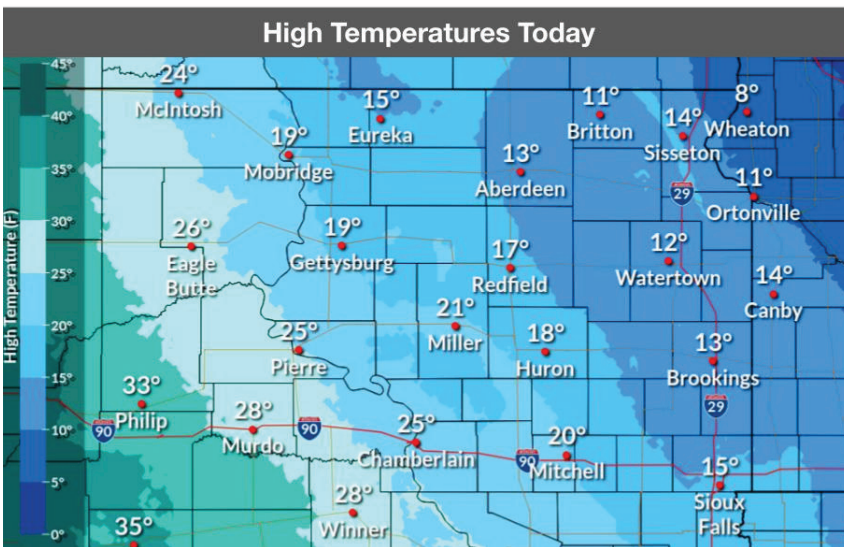 High Temperatures Today
High Temperature (F)
45°
40°
35°
30°
25°
20°
15°
10°
5°
0°
24°
McIntosh
15°
Eureka
11°
Britton
14°
Sisseton
8°
Wheaton
19°
Mobridge
13°
Aberdeen
29
11°
Ortonville
26°
Eagle
Butte
19°
Gettysburg
17°
Redfield
12°
Watertown
14°
Canby
25°
Pierre
21°
Miller
18°
Huron
13°
Brookings
33°
Philip
90
28°
Murdo
90
25°
Chamberlain
90
20°
Mitchell
29
15°
Sioux
Falls
28°
Winner
35°